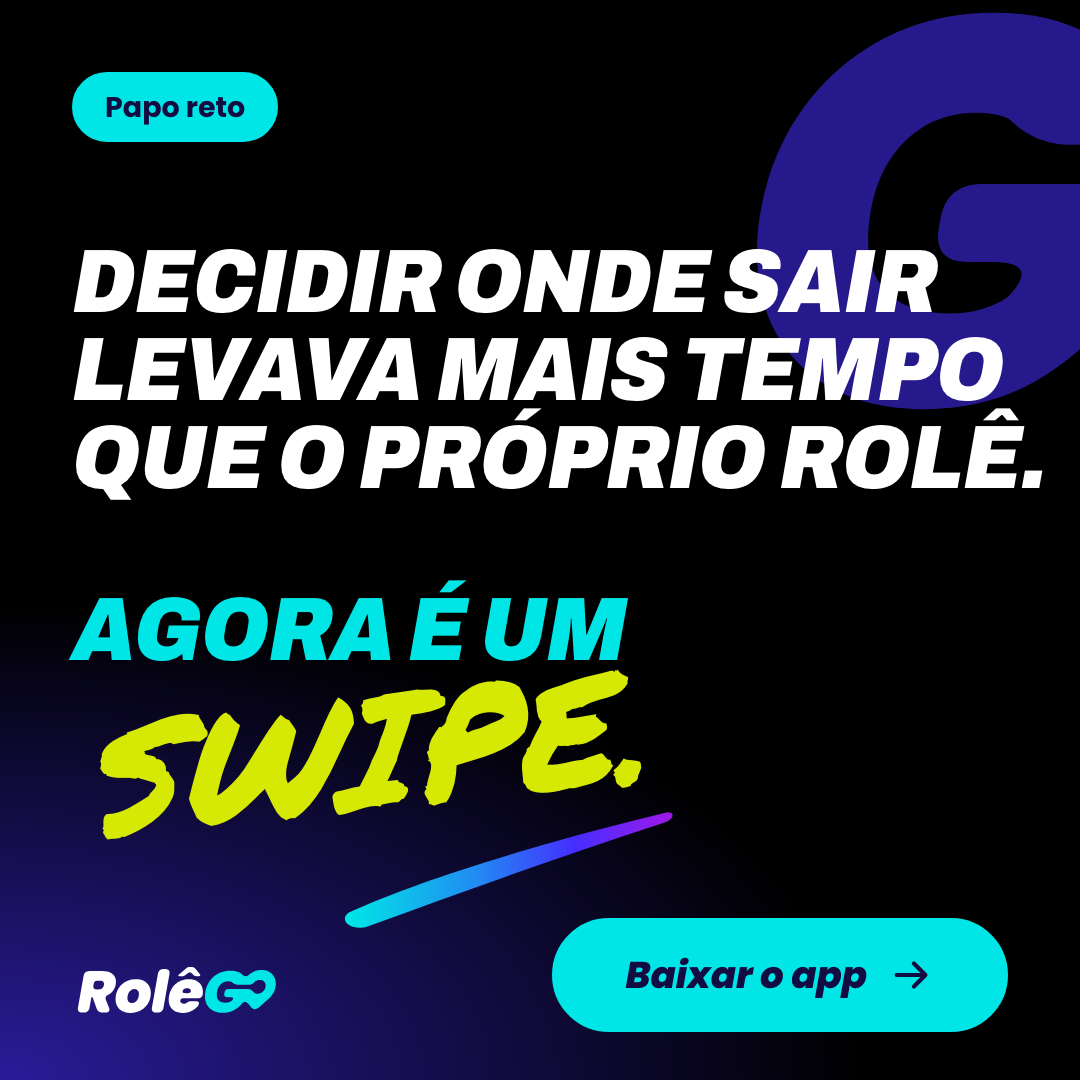 Papo reto
DECIDIR ONDE SAIR
LEVAVA MAIS TEMPO
QUE O PRÓPRIO ROLÊ.
AGORA É UM
SWIPE.
RolêGO
Baixar o app →